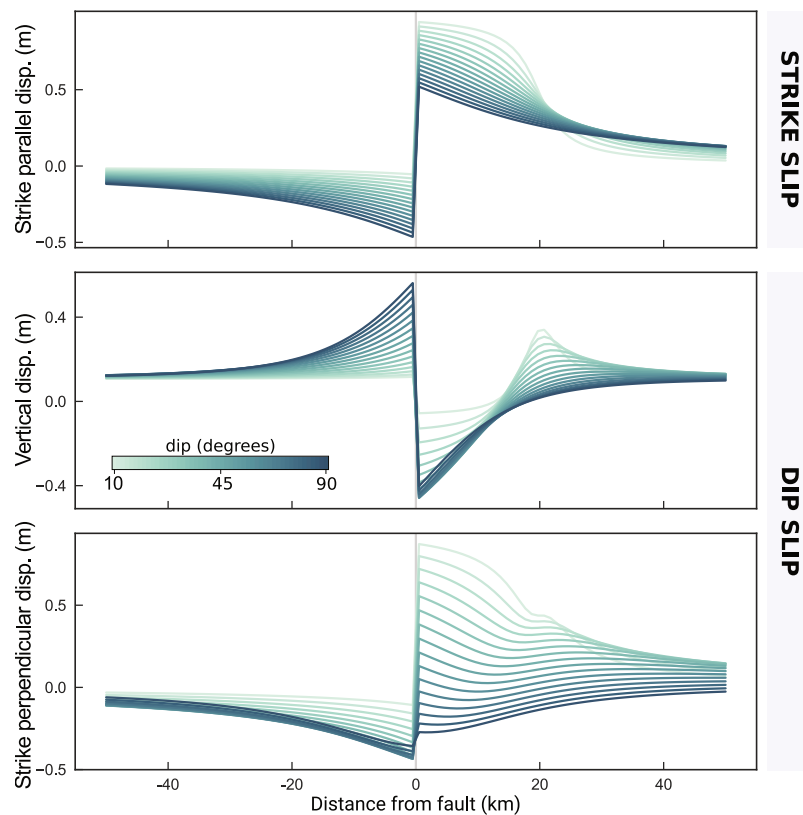 Strike parallel disp. (m)
0.5
0.0
−0.5
STRIKE SLIP
Vertical disp. (m)
0.4
0.0
−0.4
dip (degrees)
10 45 90
DIP SLIP
Strike perpendicular disp. (m)
0.5
0.0
−0.5
−40 −20 0 20 40
Distance from fault (km)